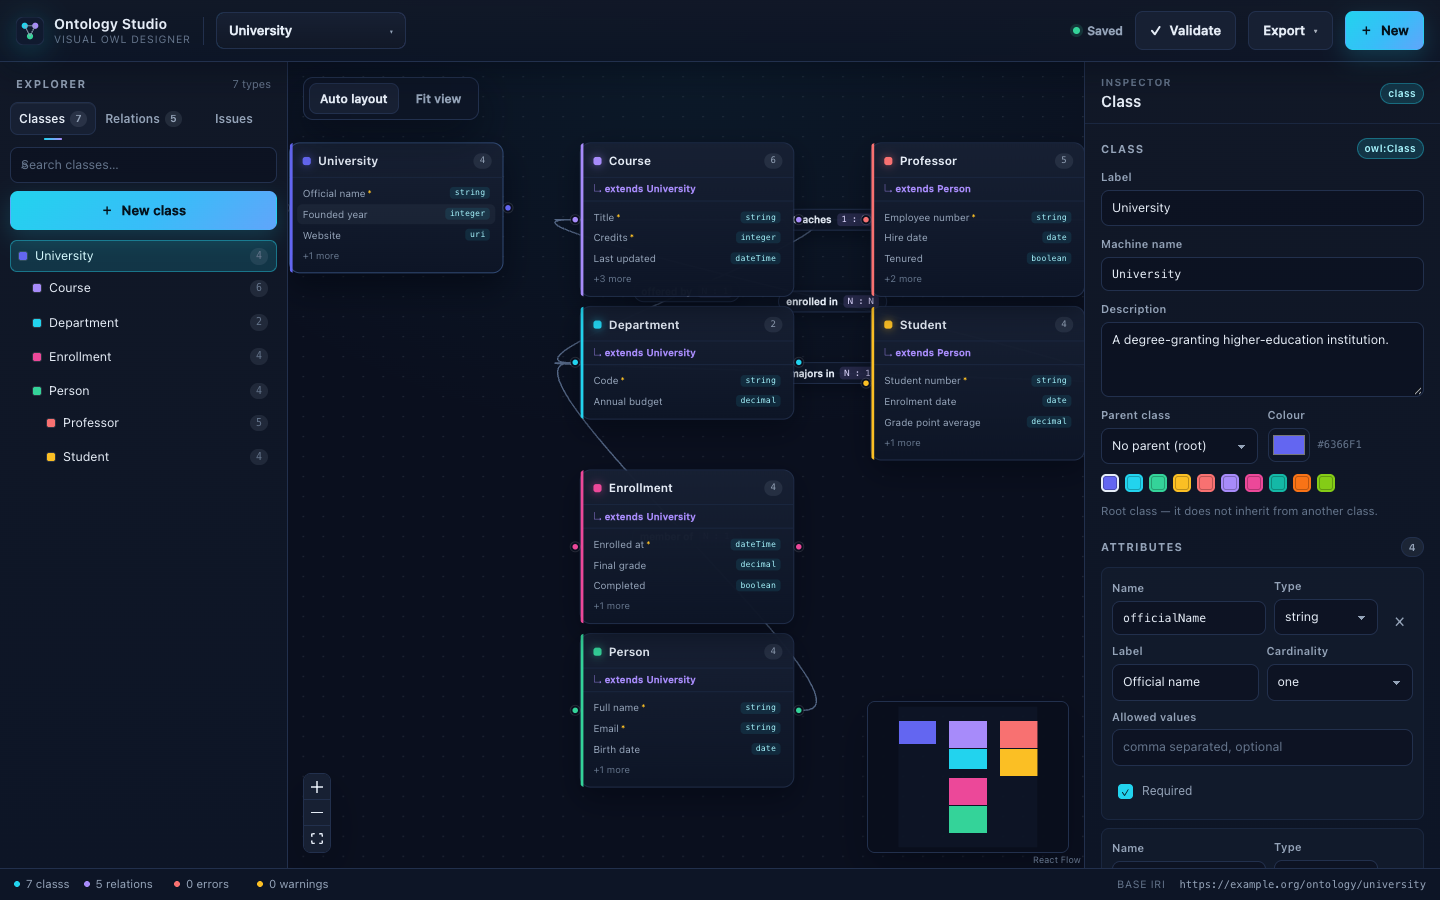 Ontology Studio
VISUAL OWL DESIGNER
University
Saved
✓ Validate
Export
+ New
EXPLORER
7 types
Classes 7
Relations 5
Issues
Search classes...
+ New class
University 4
Course 6
Department 2
Enrollment 4
Person 4
Professor 5
Student 4
Auto layout
Fit view
University 4
Official name * string
Founded year integer
Website uri
+1 more
Course 6
extends University
Title * string
Credits * integer
Last updated dateTime
+3 more
1 :
enrolled in N : N
Professor 5
extends Person
Employee number * string
Hire date date
Tenured boolean
+2 more
Department 2
extends University
Code * string
Annual budget decimal
majors in N : 1
Student 4
extends Person
Student number * string
Enrolment date date
Grade point average decimal
+1 more
Enrollment 4
extends University
Enrolled at * dateTime
Final grade decimal
Completed boolean
+1 more
Person 4
extends University
Full name * string
Email * string
Birth date date
+1 more
React Flow
INSPECTOR
Class
class
CLASS
owl:Class
Label
University
Machine name
University
Description
A degree-granting higher-education institution.
Parent class
Colour
No parent (root)
#6366F1
Root class — it does not inherit from another class.
ATTRIBUTES 4
Name
Type
officialName
string
Label
Cardinality
Official name
one
Allowed values
comma separated, optional
Required
Name
Type
7 classs
5 relations
0 errors
0 warnings
BASE IRI https://example.org/ontology/university